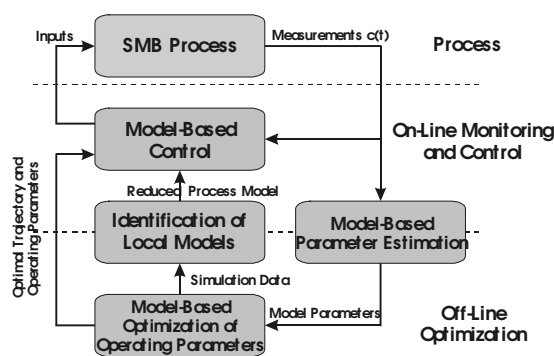 Inputs
SMB Process
Measurements c(t)
Process
Model-Based
Control
On-Line Monitoring
and Control
Optimal Trajectory and
Operating Parameters
Reduced Process Model
Identification of
Local Models
Model-Based
Parameter Estimation
Simulation Data
Model-Based
Optimization of
Operating Parameters
Model Parameters
Off-Line
Optimization